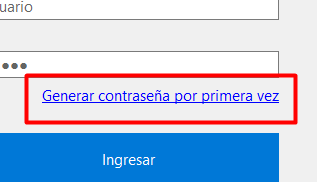 uario
Generar contraseña por primera vez
Ingresar